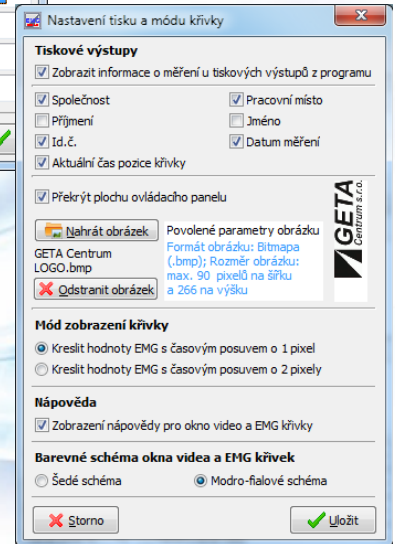 Nastavení tisku a módu křivky
Tiskové výstupy
Zobrazit informace o měření u tiskových výstupů z programu
Společnost
Pracovní místo
Příjmení
Jméno
Id.č.
Datum měření
Aktuální čas pozice křivky
Překrýt plochu ovládacího panelu
Nahrát obrázek
GETA Centrum
LOGO.bmp
Odstranit obrázek
Povolené parametry obrázku
Formát obrázku: Bitmapa
(.bmp); Rozměr obrázku:
max. 90 pixelů na šířku
a 266 na výšku
GETA
Centrum s.r.o.
Mód zobrazení křivky
Kreslit hodnoty EMG s časovým posuvem o 1 pixel
Kreslit hodnoty EMG s časovým posuvem o 2 pixely
Nápověda
Zobrazení nápovědy pro okno video a EMG křivky
Barevné schéma okna videa a EMG křivek
Šedé schéma
Modro-fialové schéma
Storno
Uložit